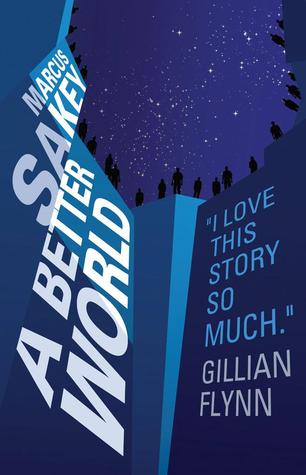 MARCUS
SAKEY
A BETTER
WORLD
"I LOVE
THIS
STORY
SO
MUCH."
GILLIAN
FLYNN